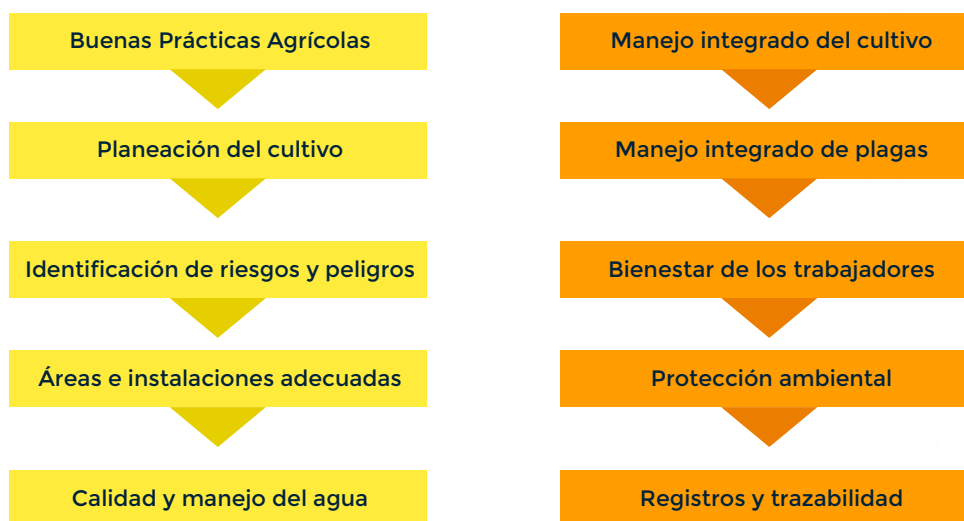 Buenas Prácticas Agrícolas
Planeación del cultivo
Identificación de riesgos y peligros
Áreas e instalaciones adecuadas
Calidad y manejo del agua
Manejo integrado del cultivo
Manejo integrado de plagas
Bienestar de los trabajadores
Protección ambiental
Registros y trazabilidad